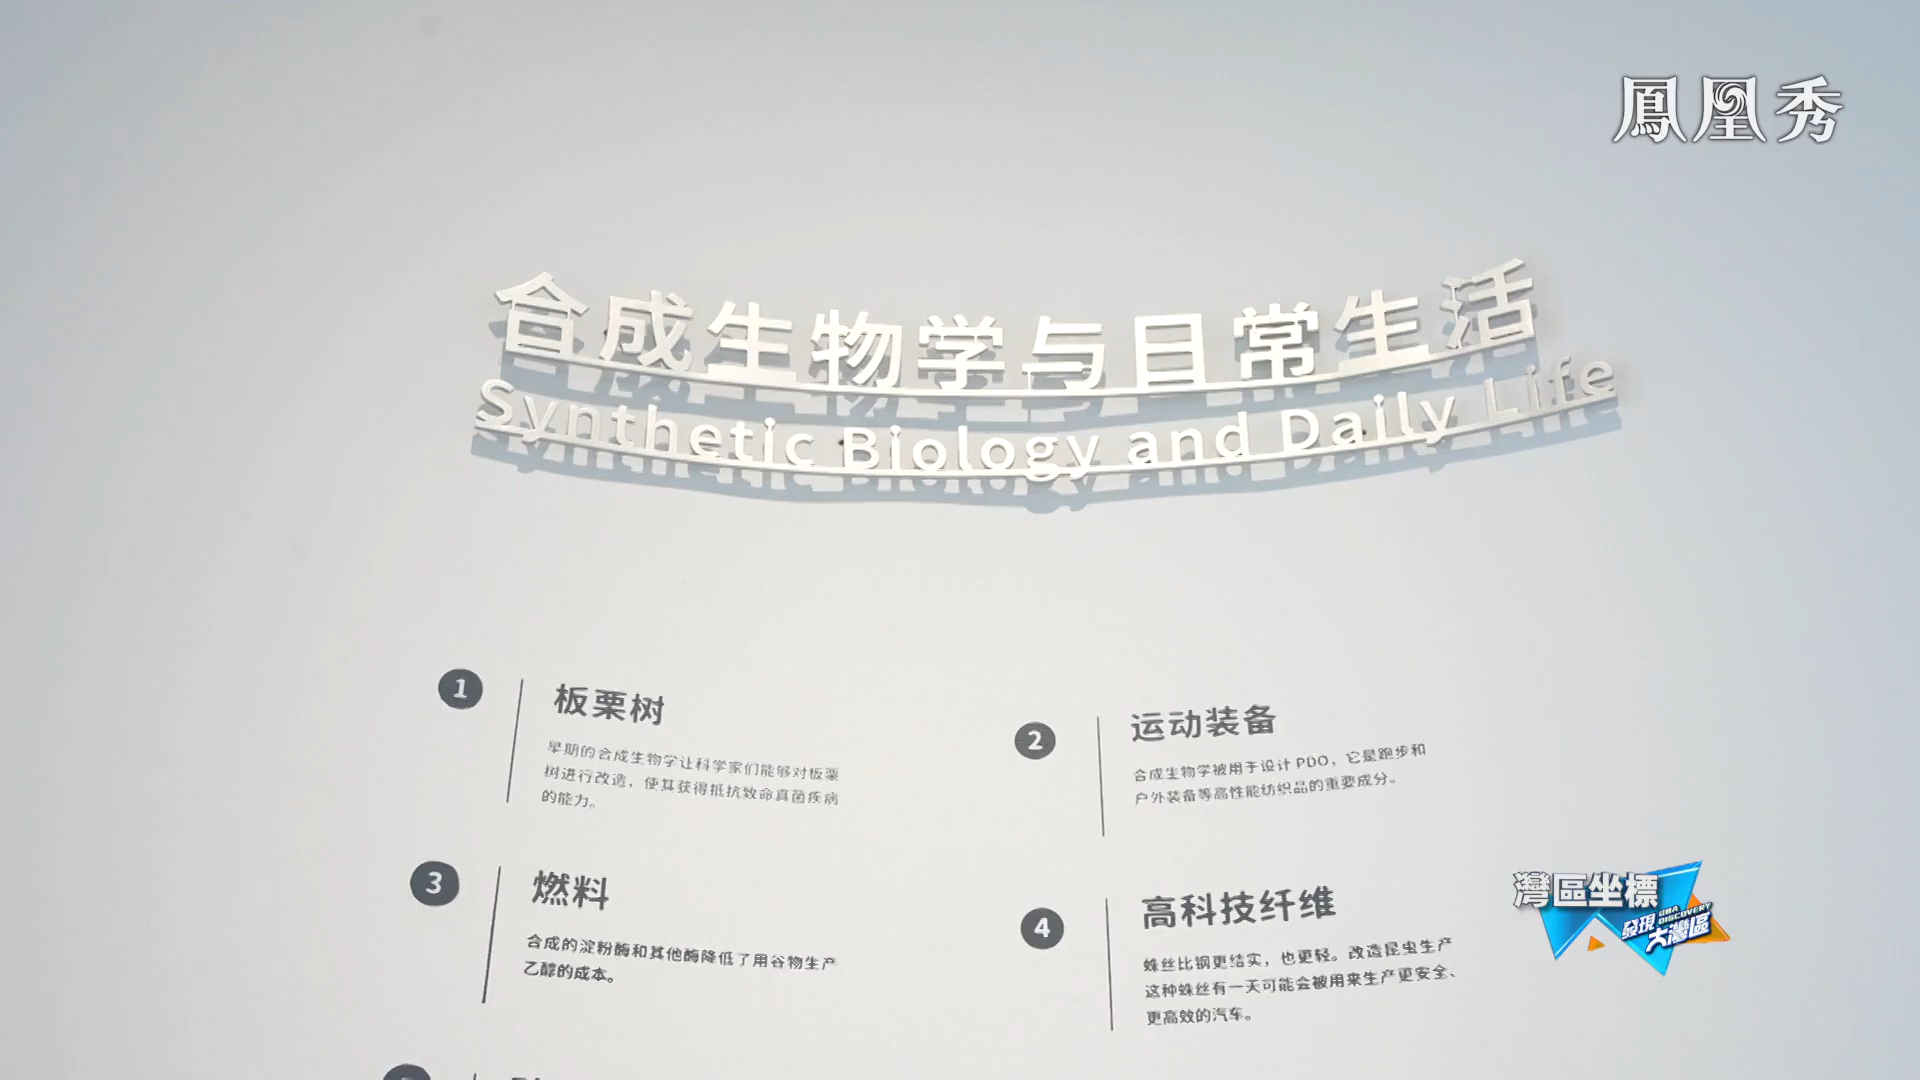 鳳凰秀
合成生物学与日常生活
Synthetic Biology and Daily Life
1
板栗树
早期的合成生物学让科学家们能够对板栗
树进行改造，使其获得抵抗致命真菌疾病
的能力。
2
运动装备
合成生物学被用于设计 PDO，它是跑步和
户外装备等高性能纺织品的重要成分。
3
燃料
合成的淀粉酶和其他酶降低了用谷物生产
乙醇的成本。
4
高科技纤维
蛛丝比钢更结实，也更轻。改造昆虫生产
这种蛛丝有一天可能会被用来生产更安全、
更高效的汽车。
灣區坐標
發現
GBA
DISCOVERY
大灣區